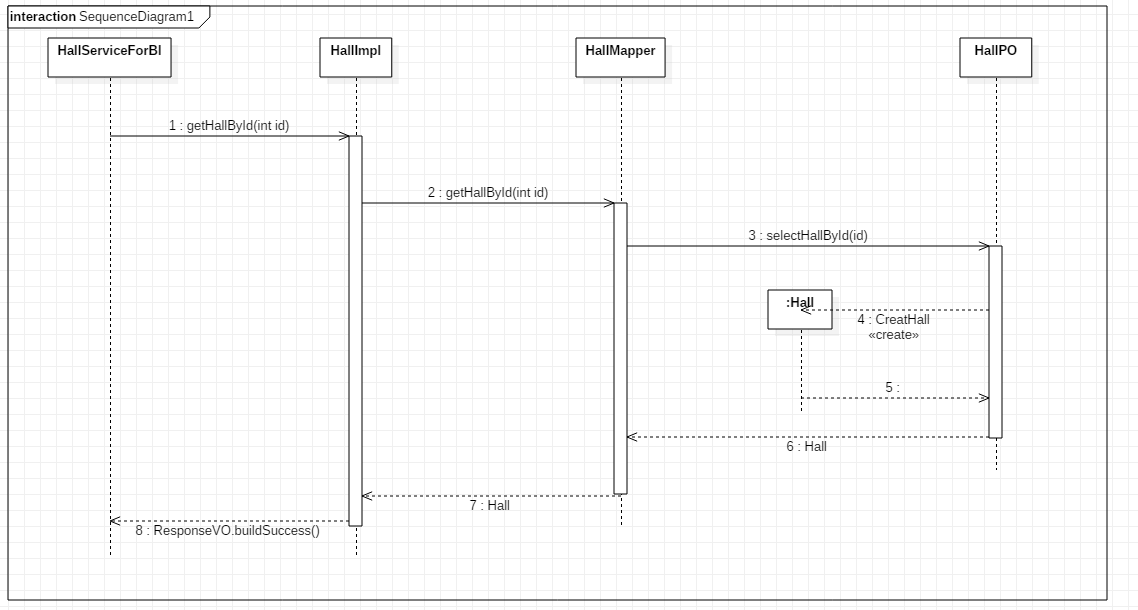 interaction SequenceDiagram1
HallServiceForBl
HallImpl
HallMapper
HallPO
1 : getHallById(int id)
2 : getHallById(int id)
3 : selectHallById(id)
:Hall
4 : CreatHall
«create»
5 :
6 : Hall
7 : Hall
8 : ResponseVO.buildSuccess()